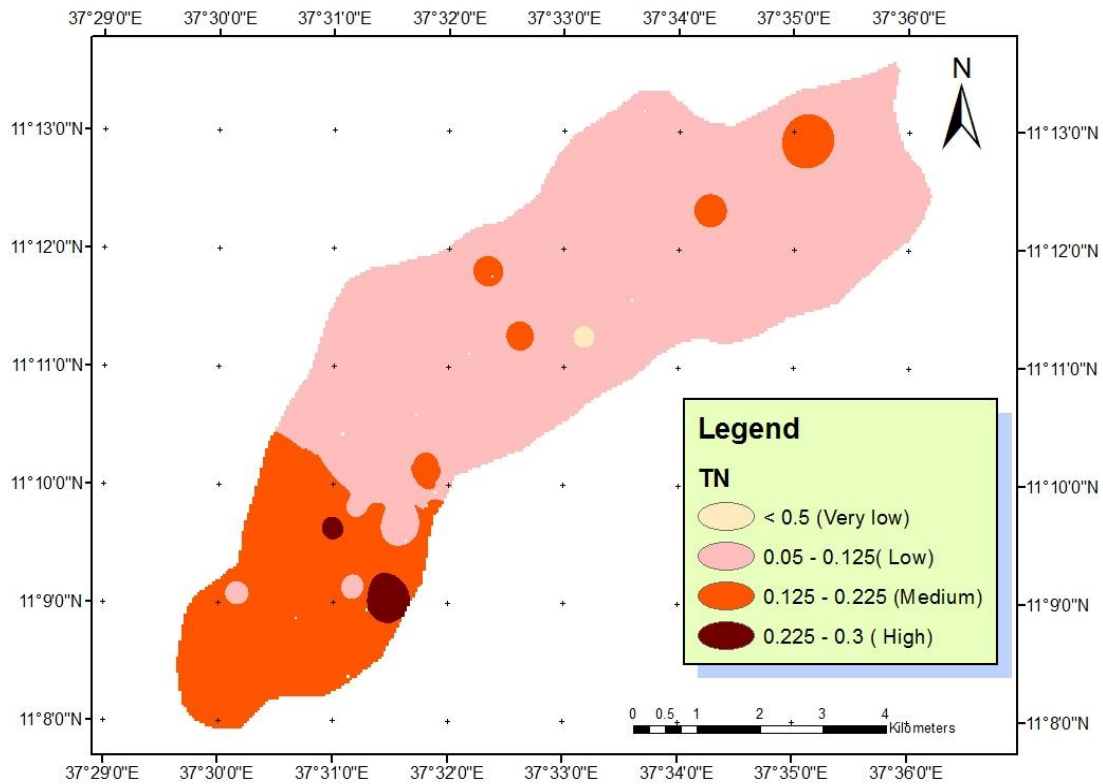 37°29'0"E 37°30'0"E 37°31'0"E 37°32'0"E 37°33'0"E 37°34'0"E 37°35'0"E 37°36'0"E
N
11°13'0"N 11°13'0"N
11°12'0"N 11°12'0"N
11°11'0"N 11°11'0"N
Legend
TN
< 0.5 (Very low)
0.05 - 0.125( Low)
0.125 - 0.225 (Medium)
0.225 - 0.3 ( High)
11°10'0"N 11°10'0"N
11°9'0"N 11°9'0"N
11°8'0"N 11°8'0"N
0 0.5 1 2 3 4
Kilometers
37°29'0"E 37°30'0"E 37°31'0"E 37°32'0"E 37°33'0"E 37°34'0"E 37°35'0"E 37°36'0"E